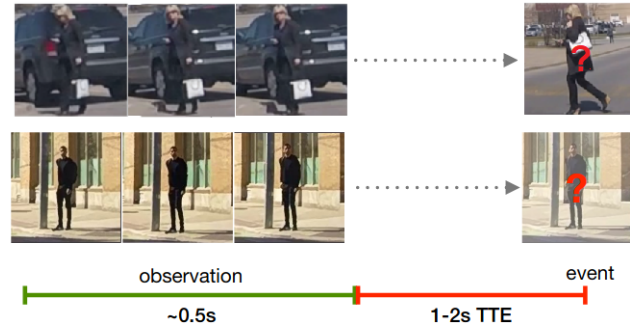 ?
?
observation
event
~0.5s
1-2s TTE